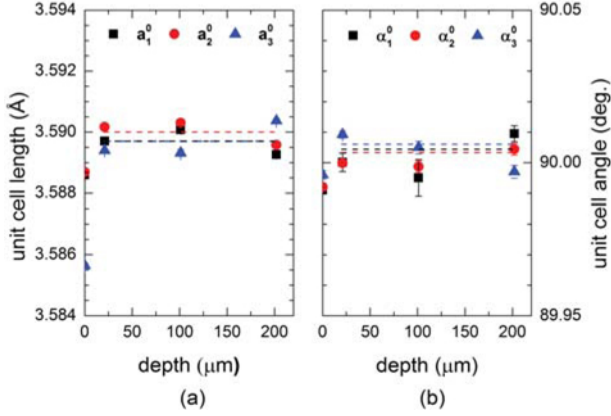 3.594
3.592
3.590
3.588
3.586
3.584
unit cell length (Å)
a₁⁰ a₂⁰ a₃⁰
0 50 100 150 200
depth (μm)
(a)
α₁⁰ α₂⁰ α₃⁰
0 50 100 150 200
depth (μm)
(b)
90.05
90.00
89.95
unit cell angle (deg.)